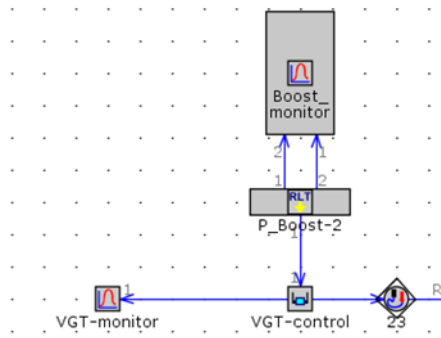 Boost_
monitor
2 1
1 2
RLT
P_Boost-2
1
1
1 R
VGT-monitor VGT-control 23